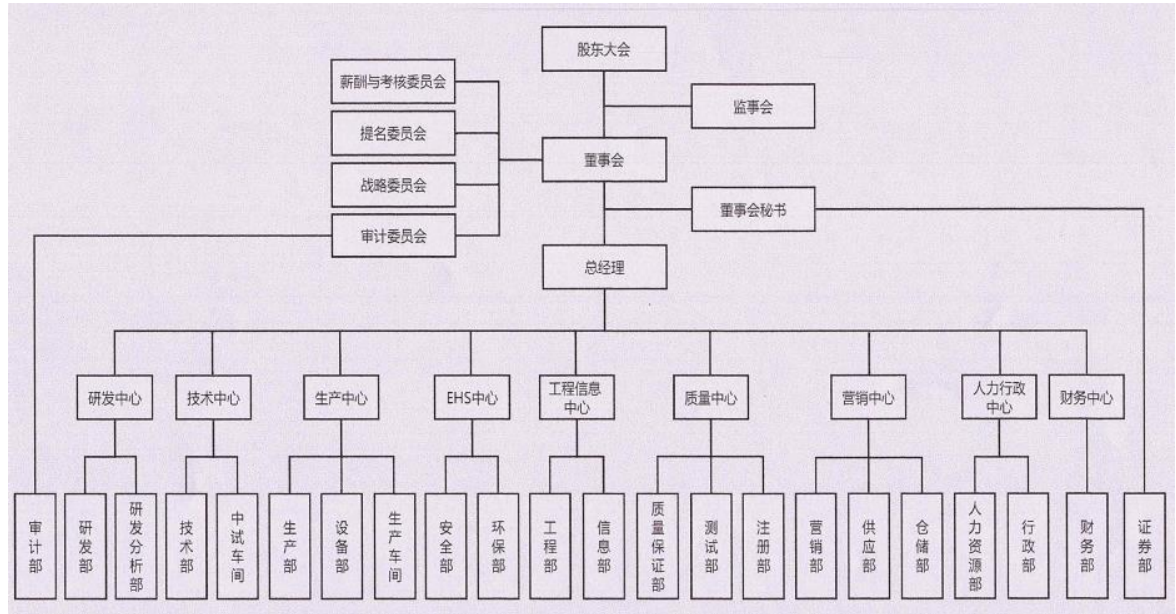 股东大会
薪酬与考核委员会
监事会
提名委员会
董事会
战略委员会
董事会秘书
审计委员会
总经理
研发中心
技术中心
生产中心
EHS中心
工程信息
中心
质量中心
营销中心
人力行政
中心
财务中心
审计部
研发部
研发分析部
技术部
中试车间
生产部
设备部
生产车间
安全部
环保部
工程部
信息部
质量保证部
测试部
注册部
营销部
供应部
仓储部
人力资源部
行政部
财务部
证券部